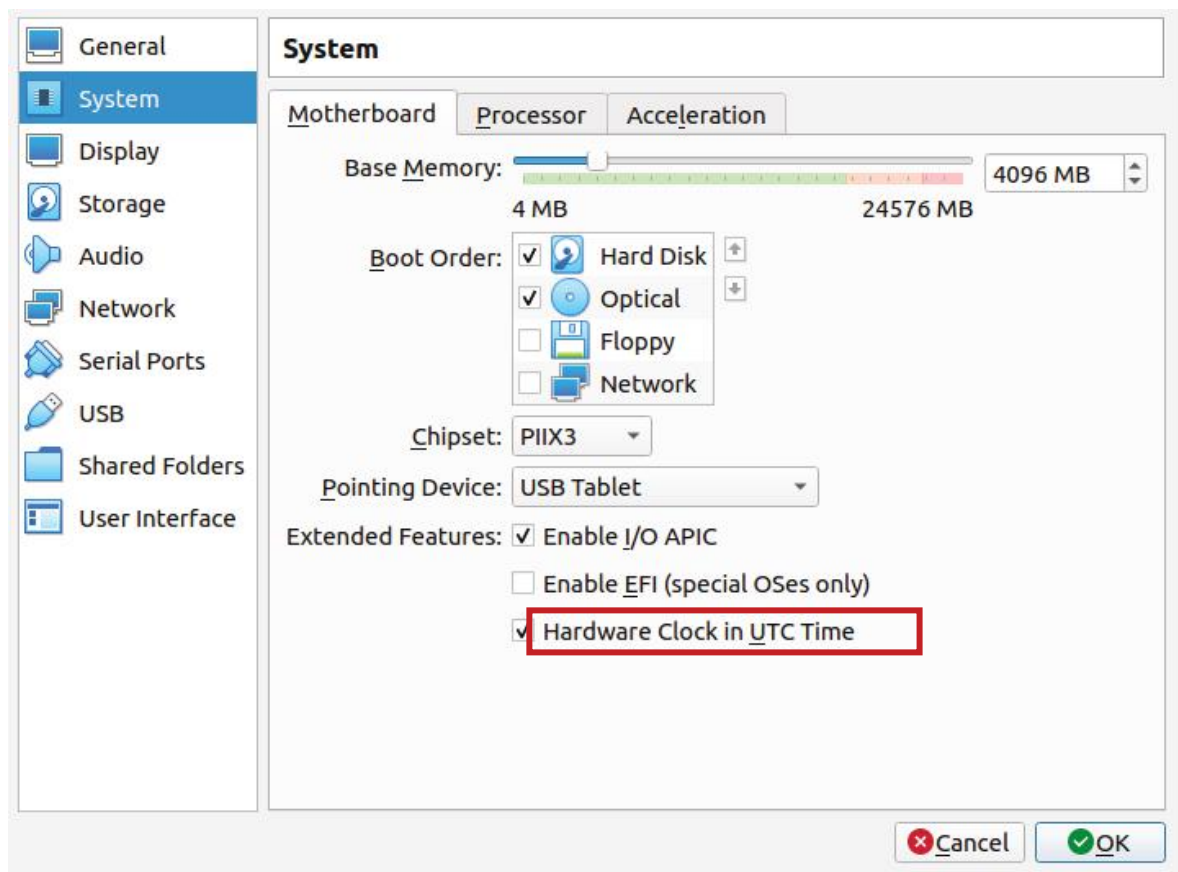 General
System
Display
Storage
Audio
Network
Serial Ports
USB
Shared Folders
User Interface
System
Motherboard Processor Acceleration
Base Memory: 4096 MB
4 MB 24576 MB
Boot Order: Hard Disk
Optical
Floppy
Network
Chipset: PIIX3
Pointing Device: USB Tablet
Extended Features: Enable I/O APIC
Enable EFI (special OSes only)
Hardware Clock in UTC Time
Cancel OK